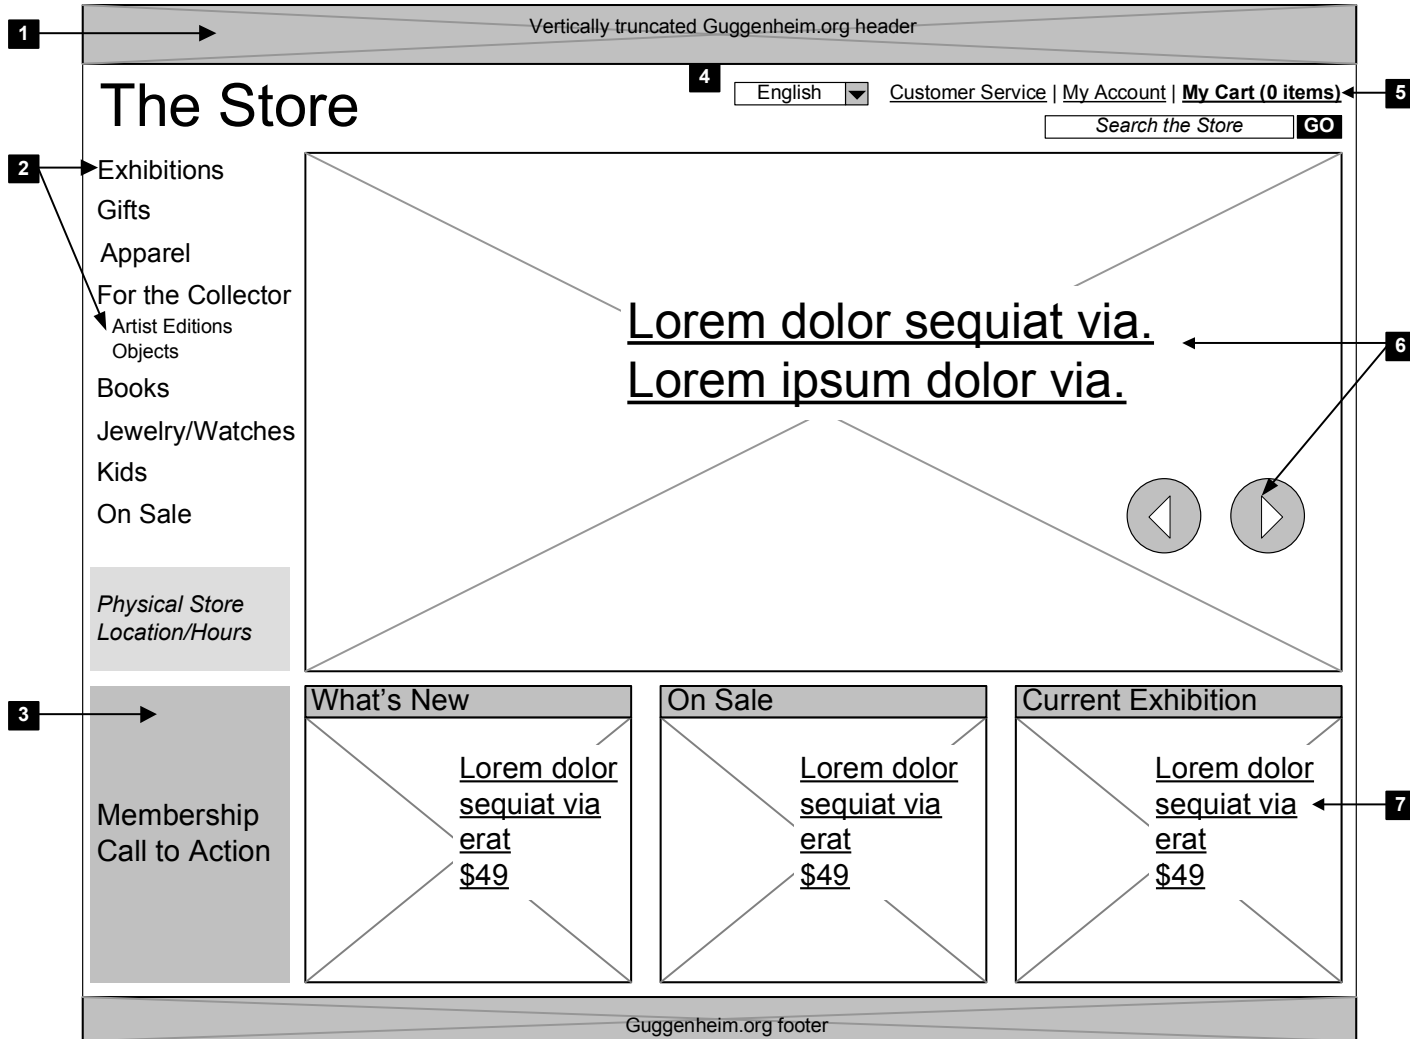 1
Vertically truncated Guggenheim.org header
The Store
4
English
Customer Service | My Account | My Cart (0 items)
5
Search the Store
GO
2
Exhibitions
Gifts
Apparel
For the Collector
Artist Editions
Objects
Books
Jewelry/Watches
Kids
On Sale
Lorem dolor sequiat via.
Lorem ipsum dolor via.
6
Physical Store
Location/Hours
3
Membership
Call to Action
What's New
Lorem dolor
sequiat via
erat
$49
On Sale
Lorem dolor
sequiat via
erat
$49
Current Exhibition
Lorem dolor
sequiat via
erat
$49
7
Guggenheim.org footer